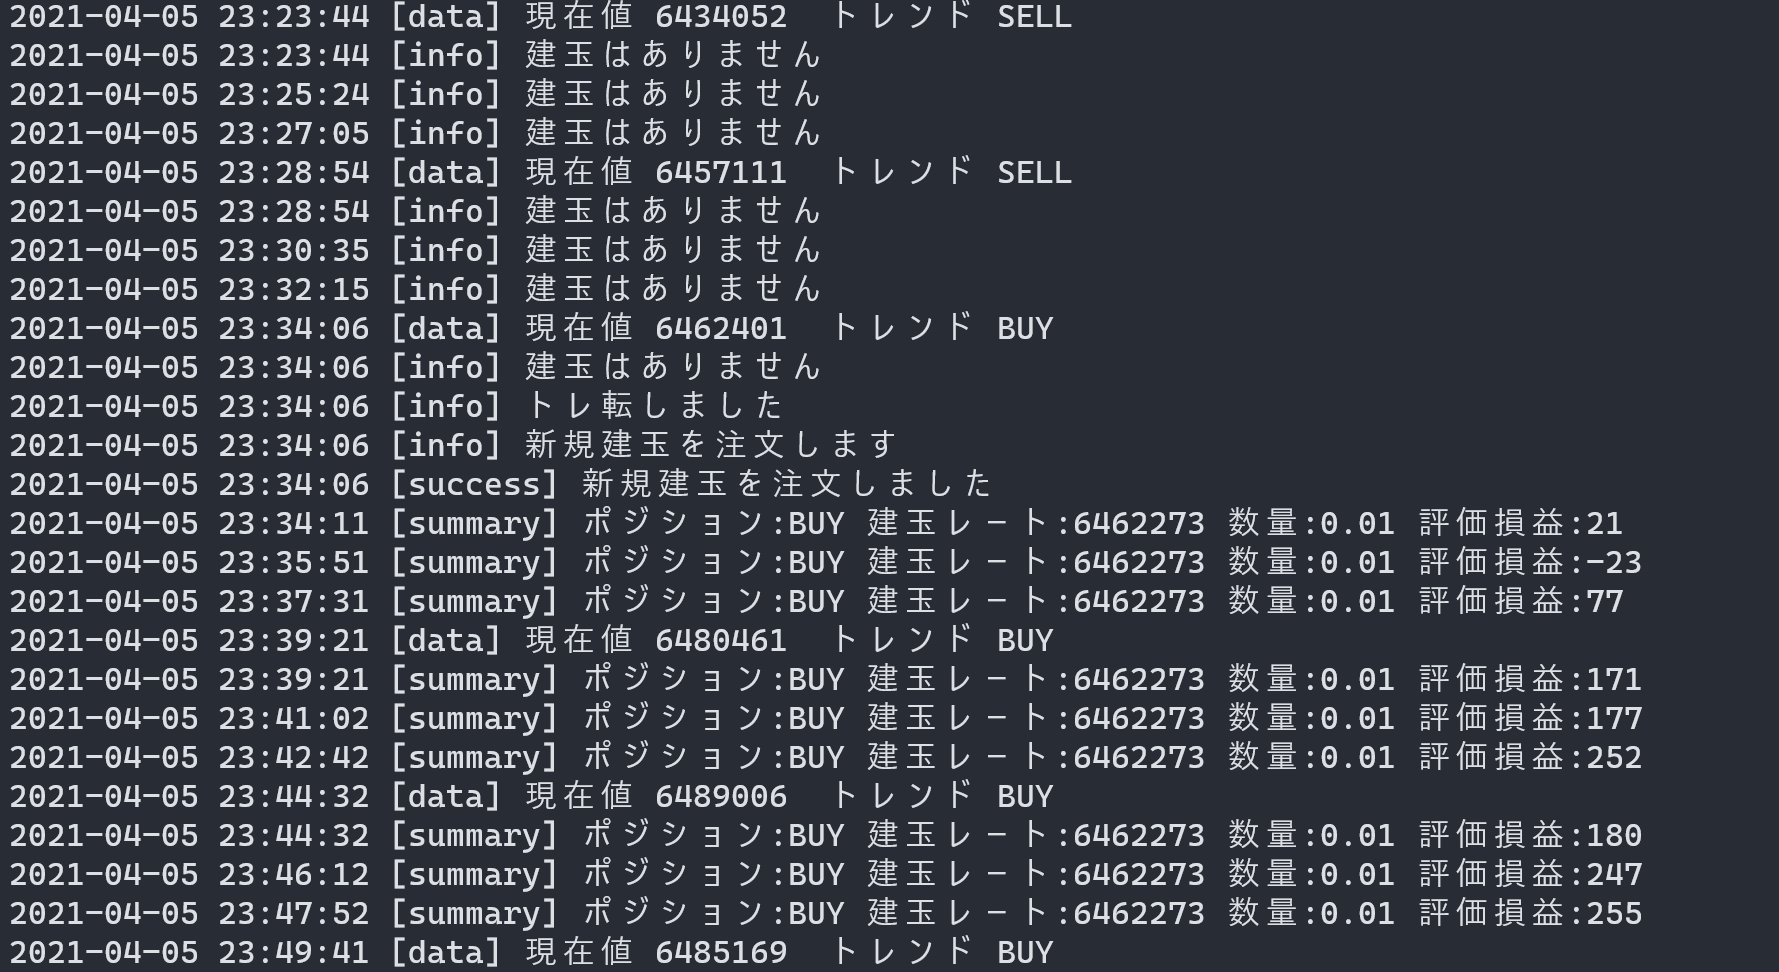 2021-04-05 23:23:44 [data] 現在値 6434052  トレンド SELL
2021-04-05 23:23:44 [info] 建玉はありません
2021-04-05 23:25:24 [info] 建玉はありません
2021-04-05 23:27:05 [info] 建玉はありません
2021-04-05 23:28:54 [data] 現在値 6457111  トレンド SELL
2021-04-05 23:28:54 [info] 建玉はありません
2021-04-05 23:30:35 [info] 建玉はありません
2021-04-05 23:32:15 [info] 建玉はありません
2021-04-05 23:34:06 [data] 現在値 6462401  トレンド BUY
2021-04-05 23:34:06 [info] 建玉はありません
2021-04-05 23:34:06 [info] トレ転しました
2021-04-05 23:34:06 [info] 新規建玉を注文します
2021-04-05 23:34:06 [success] 新規建玉を注文しました
2021-04-05 23:34:11 [summary] ポジション:BUY 建玉レート:6462273 数量:0.01 評価損益:21
2021-04-05 23:35:51 [summary] ポジション:BUY 建玉レート:6462273 数量:0.01 評価損益:-23
2021-04-05 23:37:31 [summary] ポジション:BUY 建玉レート:6462273 数量:0.01 評価損益:77
2021-04-05 23:39:21 [data] 現在値 6480461  トレンド BUY
2021-04-05 23:39:21 [summary] ポジション:BUY 建玉レート:6462273 数量:0.01 評価損益:171
2021-04-05 23:41:02 [summary] ポジション:BUY 建玉レート:6462273 数量:0.01 評価損益:177
2021-04-05 23:42:42 [summary] ポジション:BUY 建玉レート:6462273 数量:0.01 評価損益:252
2021-04-05 23:44:32 [data] 現在値 6489006  トレンド BUY
2021-04-05 23:44:32 [summary] ポジション:BUY 建玉レート:6462273 数量:0.01 評価損益:180
2021-04-05 23:46:12 [summary] ポジション:BUY 建玉レート:6462273 数量:0.01 評価損益:247
2021-04-05 23:47:52 [summary] ポジション:BUY 建玉レート:6462273 数量:0.01 評価損益:255
2021-04-05 23:49:41 [data] 現在値 6485169  トレンド BUY